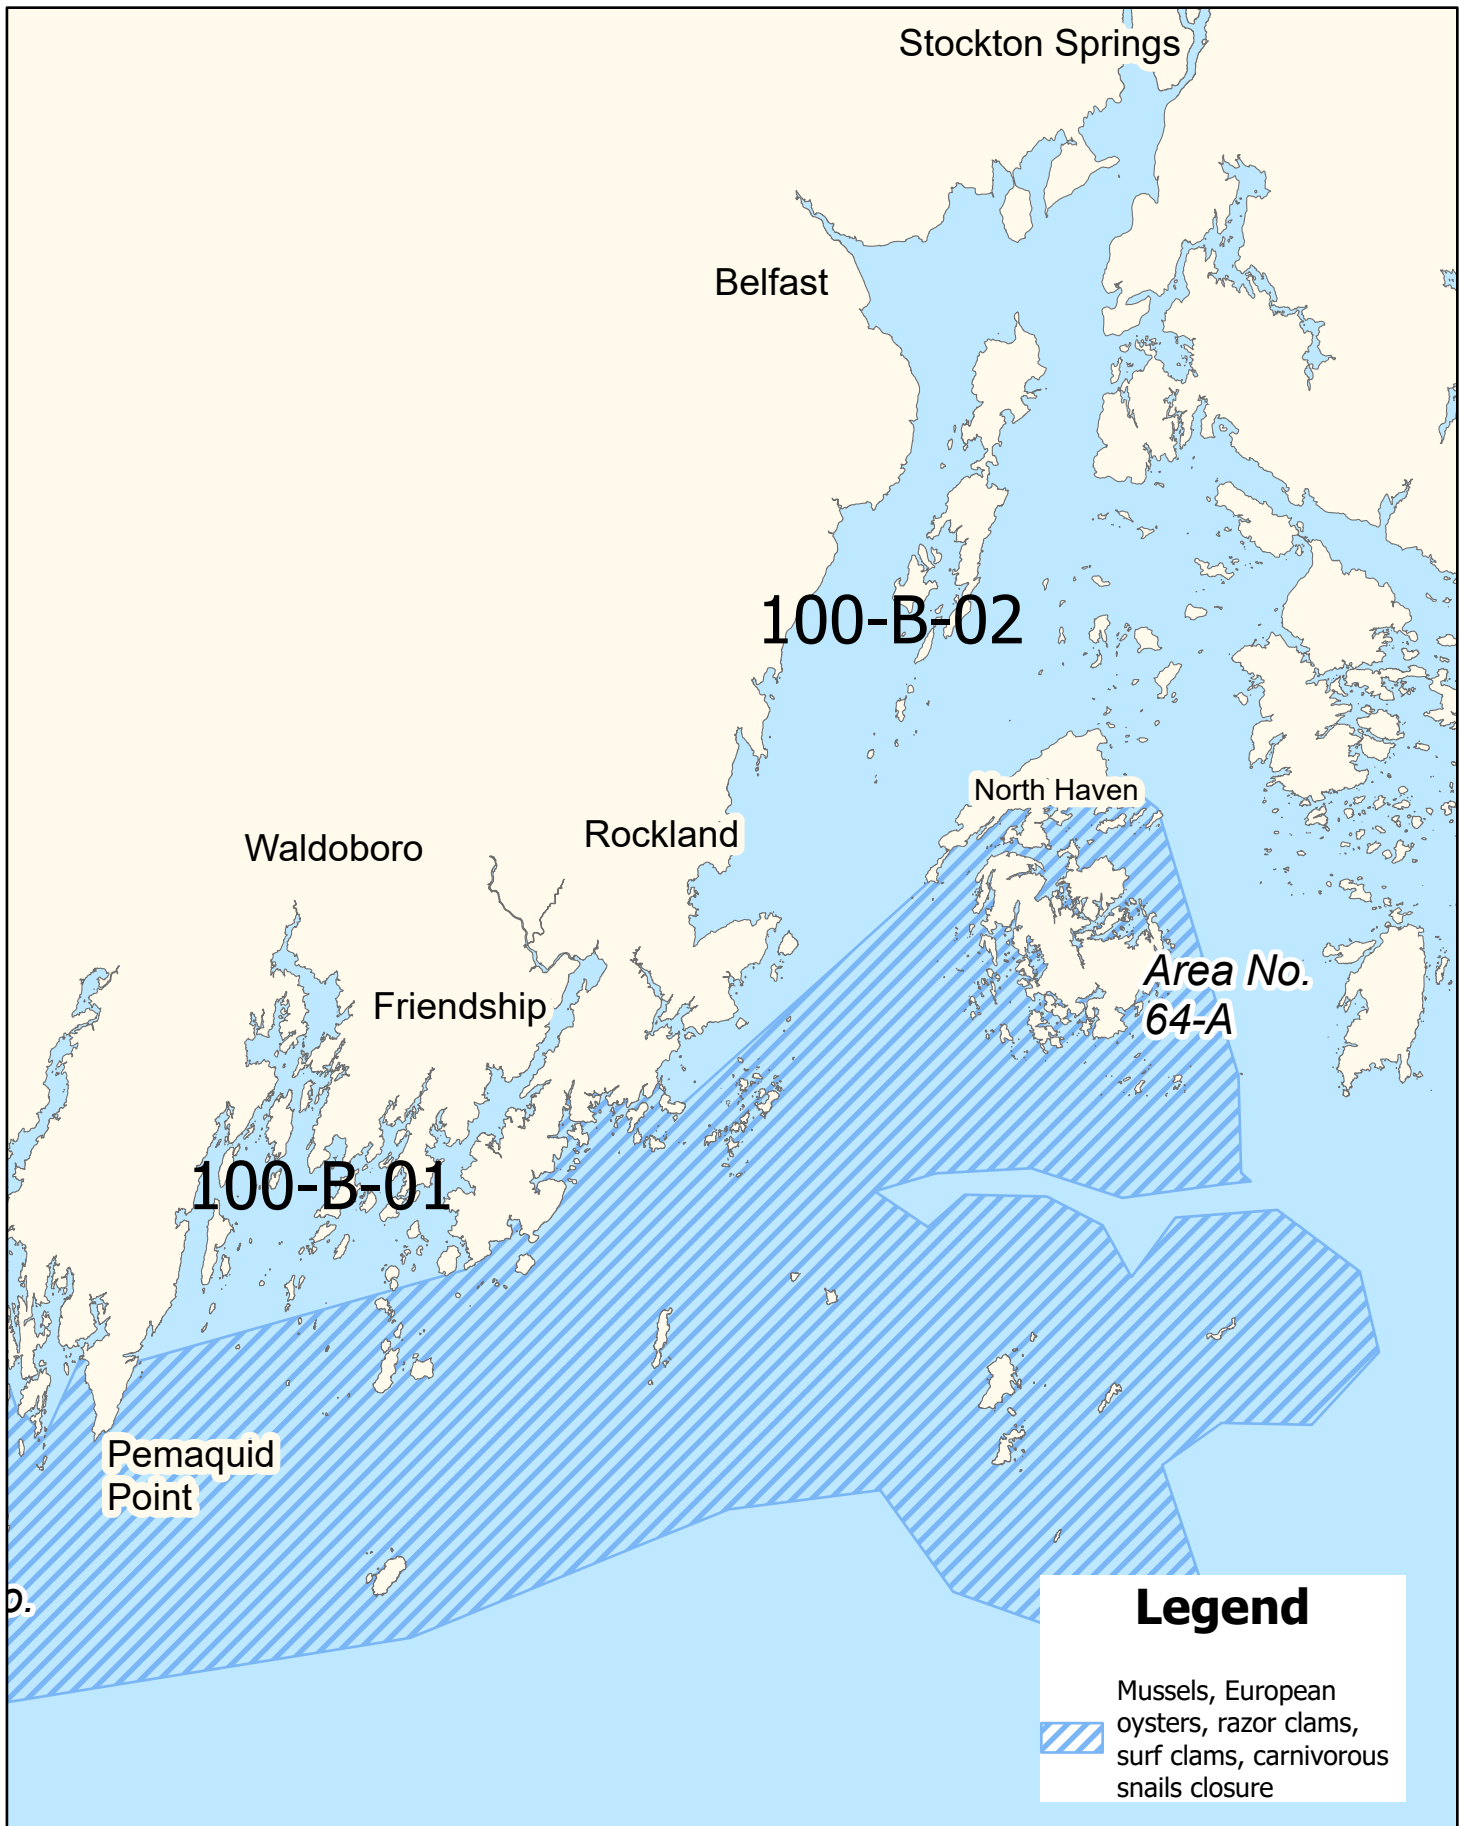 Stockton Springs
Belfast
100-B-02
North Haven
Rockland
Waldoboro
Area No.
64-A
Friendship
100-B-01
Pemaquid
Point
o.
Legend
Mussels, European
oysters, razor clams,
surf clams, carnivorous
snails closure